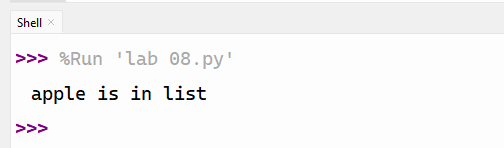 Shell ×
>>> %Run 'lab 08.py'
apple is in list
>>>